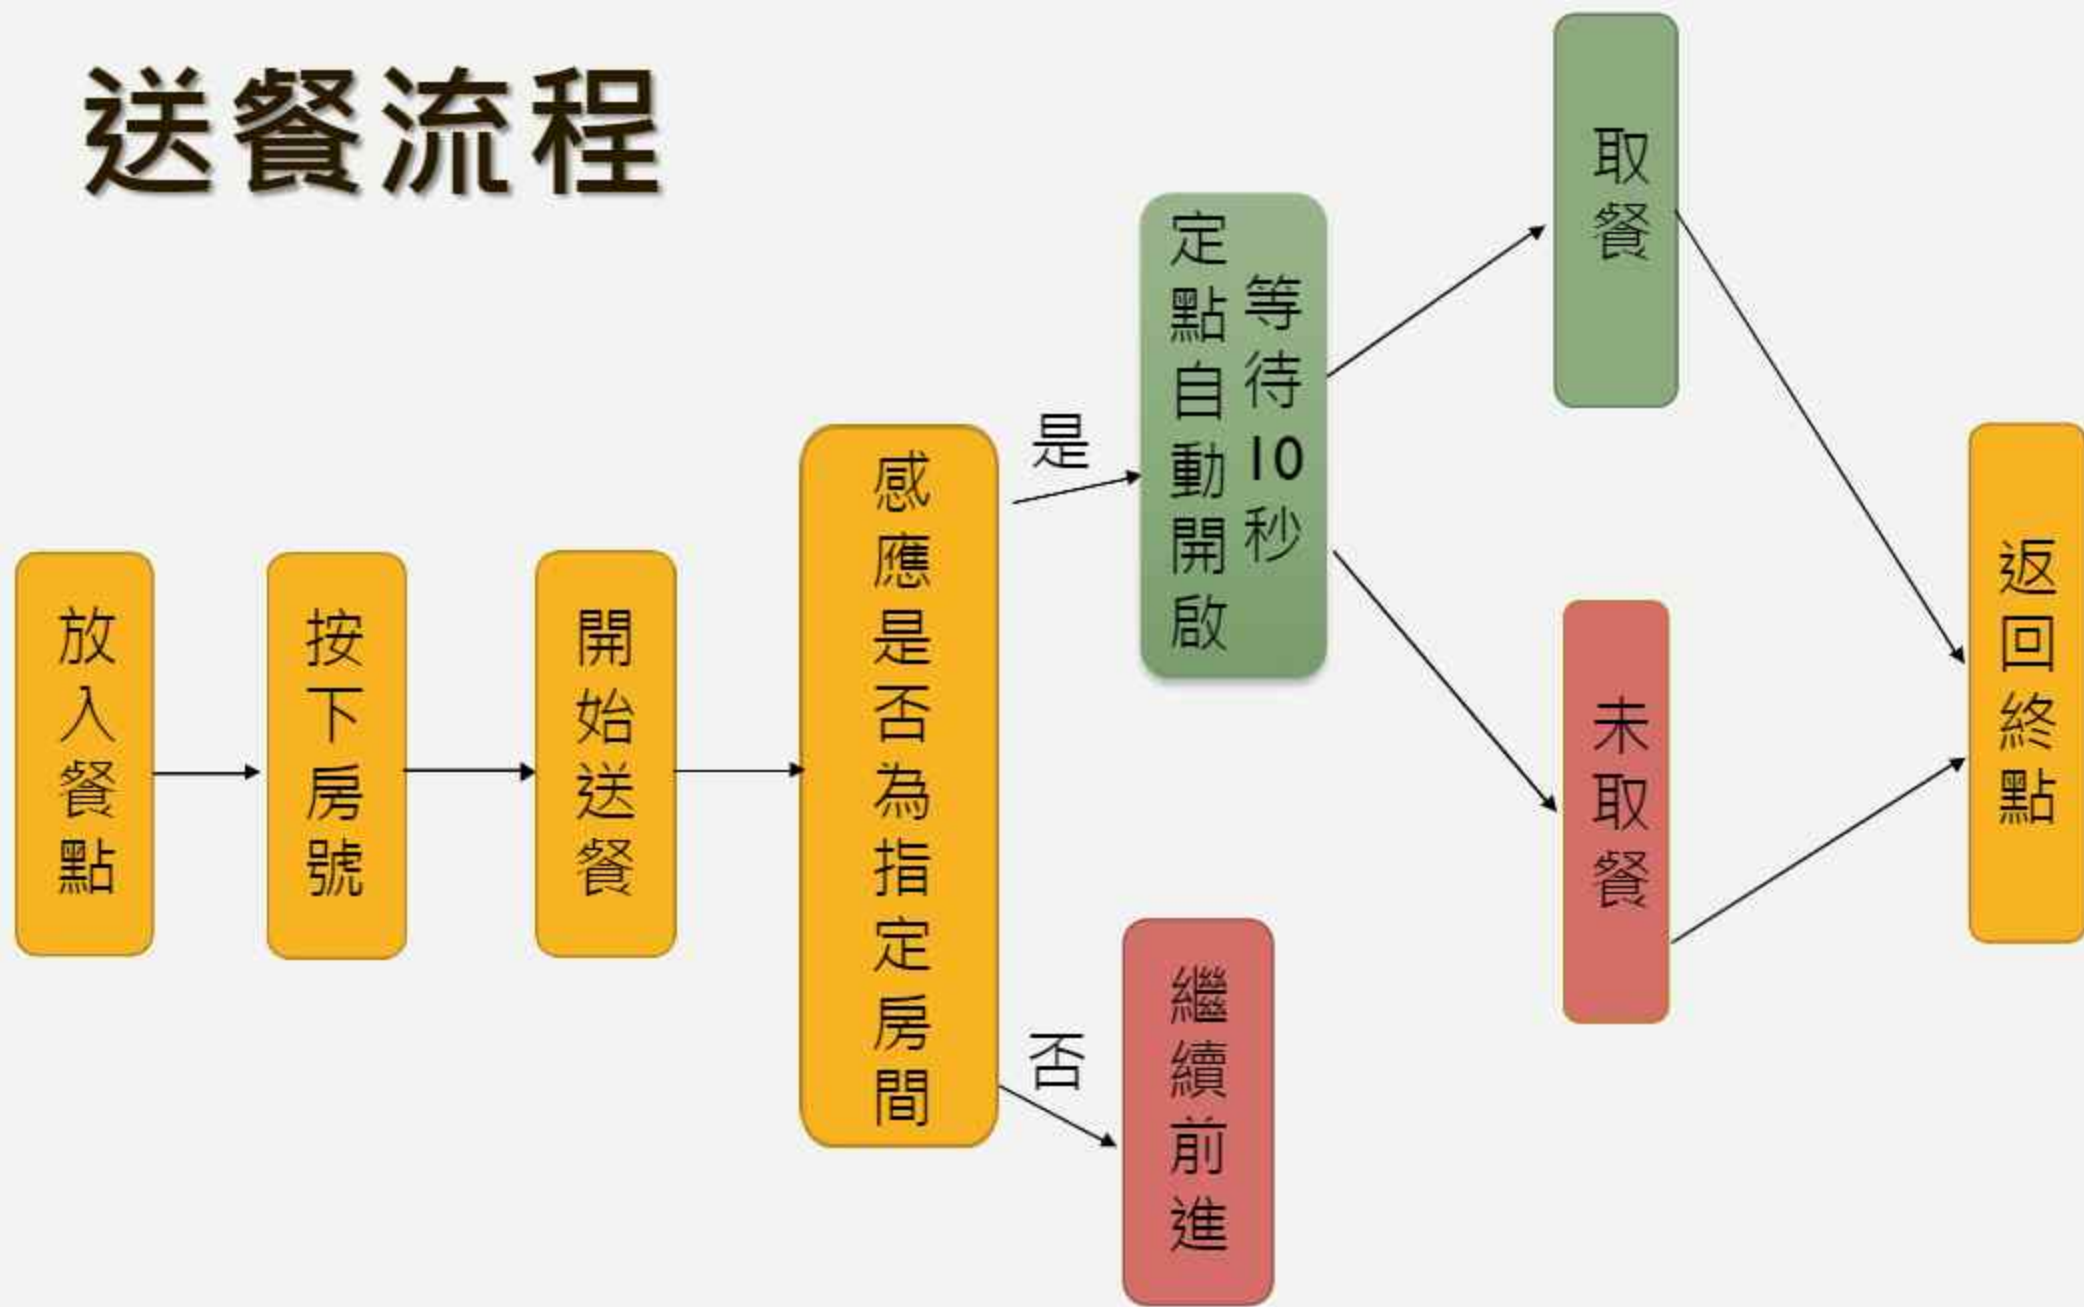 送餐流程
放入餐點
按下房號
開始送餐
感應是否為指定房間
是
定點自動開啟
等待10秒
取餐
未取餐
返回終點
否
繼續前進